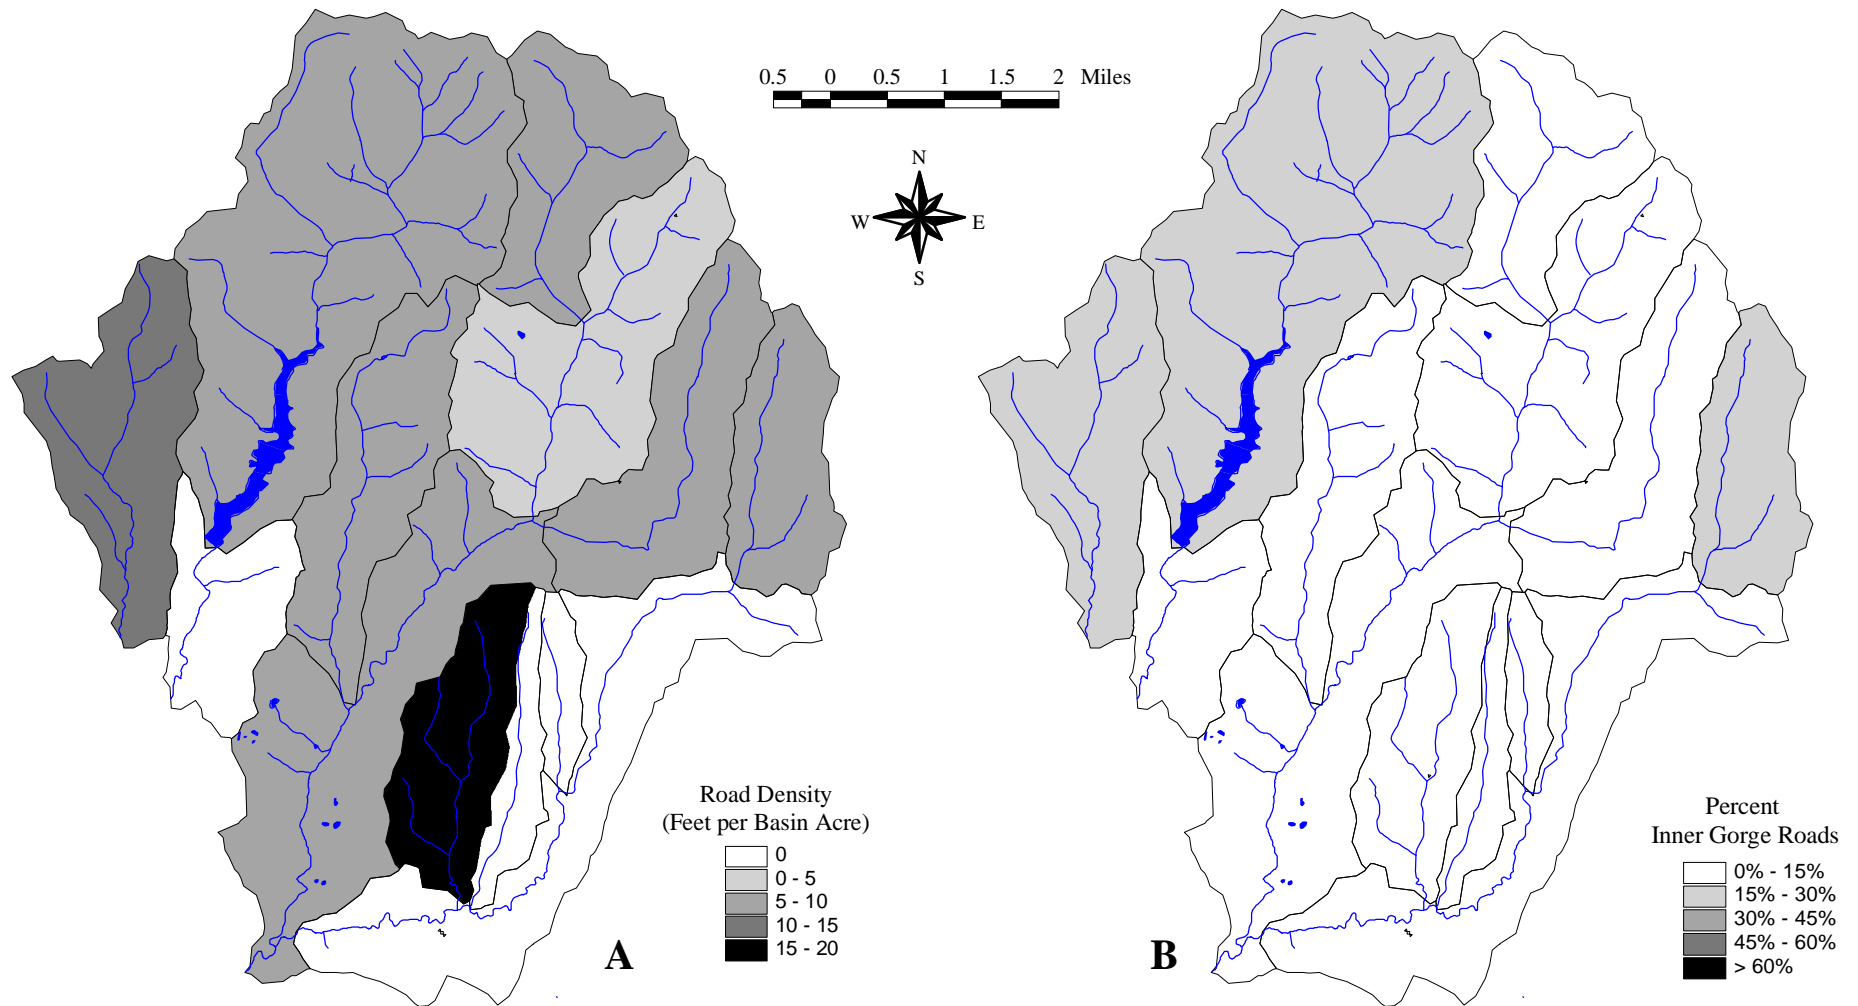 0.5 0 0.5 1 1.5 2 Miles
N
W E
S
Road Density
(Feet per Basin Acre)
0
0 - 5
5 - 10
10 - 15
15 - 20
A
B
Percent
Inner Gorge Roads
0% - 15%
15% - 30%
30% - 45%
45% - 60%
> 60%